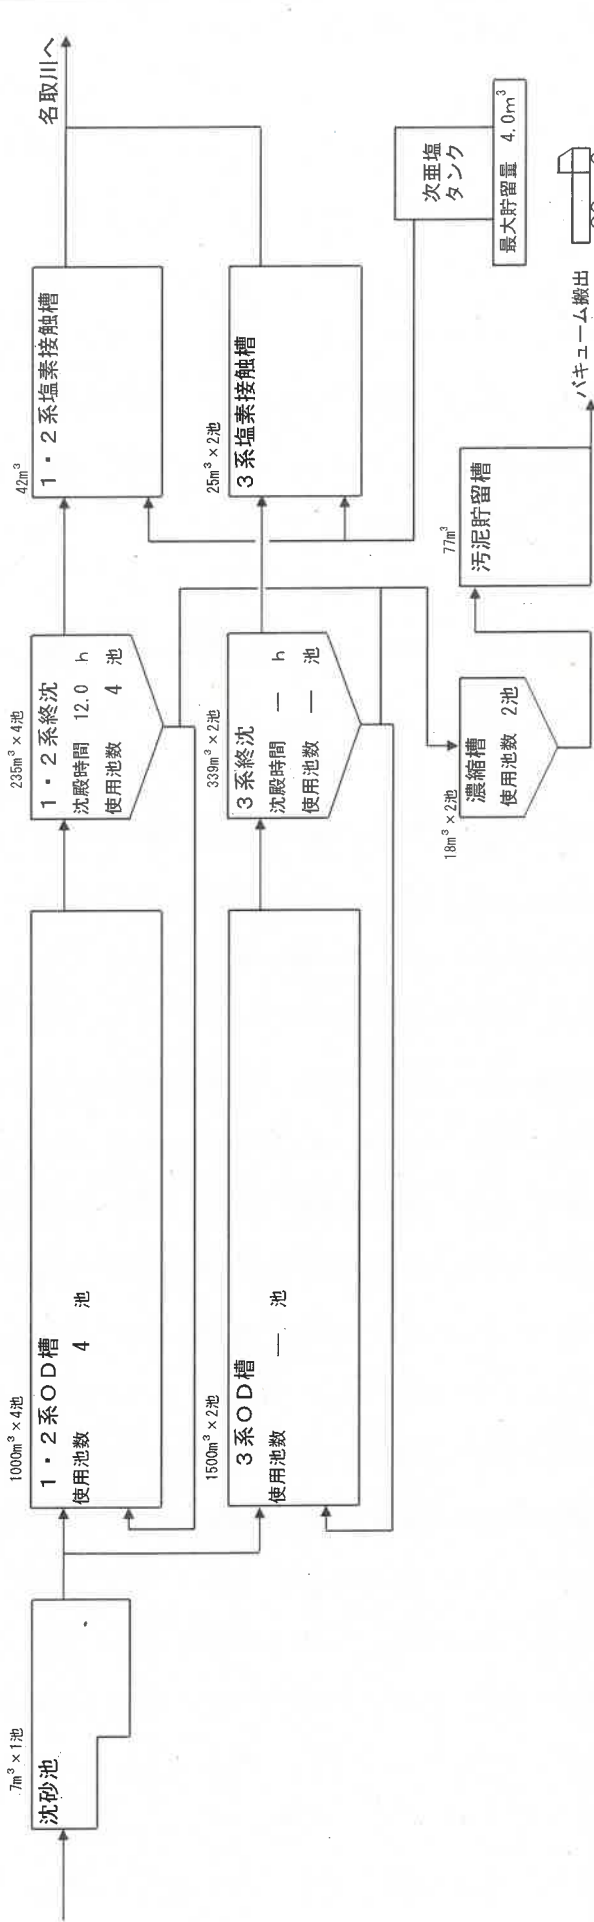 7m³×1池
沈砂池
1000m³×4池
1・2系OD槽
使用池数 4 池
1500m³×2池
3系OD槽
使用池数 ― 池
235m³×4池
1・2系終沈
沈殿時間 12.0 h
使用池数 4 池
339m³×2池
3系終沈
沈殿時間 ― h
使用池数 ― 池
18m³×2池
濃縮槽
使用池数 2池
42m³
1・2系塩素接触槽
25m³×2池
3系塩素接触槽
77m³
汚泥貯留槽
名取川へ
次亜塩
タンク
最大貯留量 4.0m³
バキューム搬出